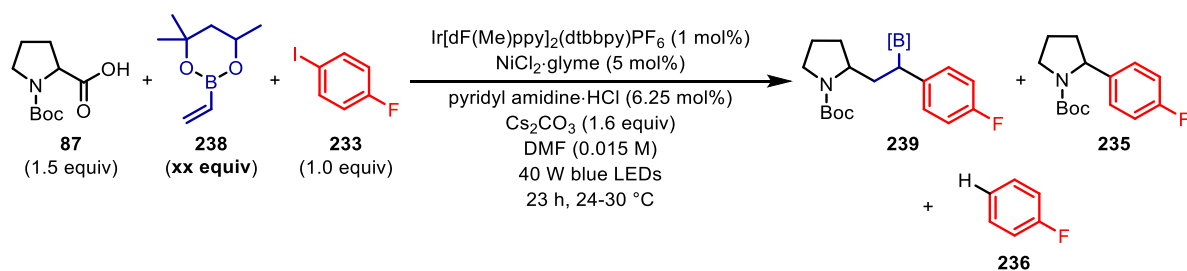 OH
N
O
Boc
87
(1.5 equiv)
+
O
O
B
238
(xx equiv)
+
I
F
233
(1.0 equiv)
Ir[dF(Me)ppy]₂(dtbbpy)PF₆ (1 mol%)
NiCl₂·glyme (5 mol%)
pyridyl amidine·HCl (6.25 mol%)
Cs₂CO₃ (1.6 equiv)
DMF (0.015 M)
40 W blue LEDs
23 h, 24-30 °C
[B]
N
Boc
F
239
+
N
Boc
F
235
+
H
F
236